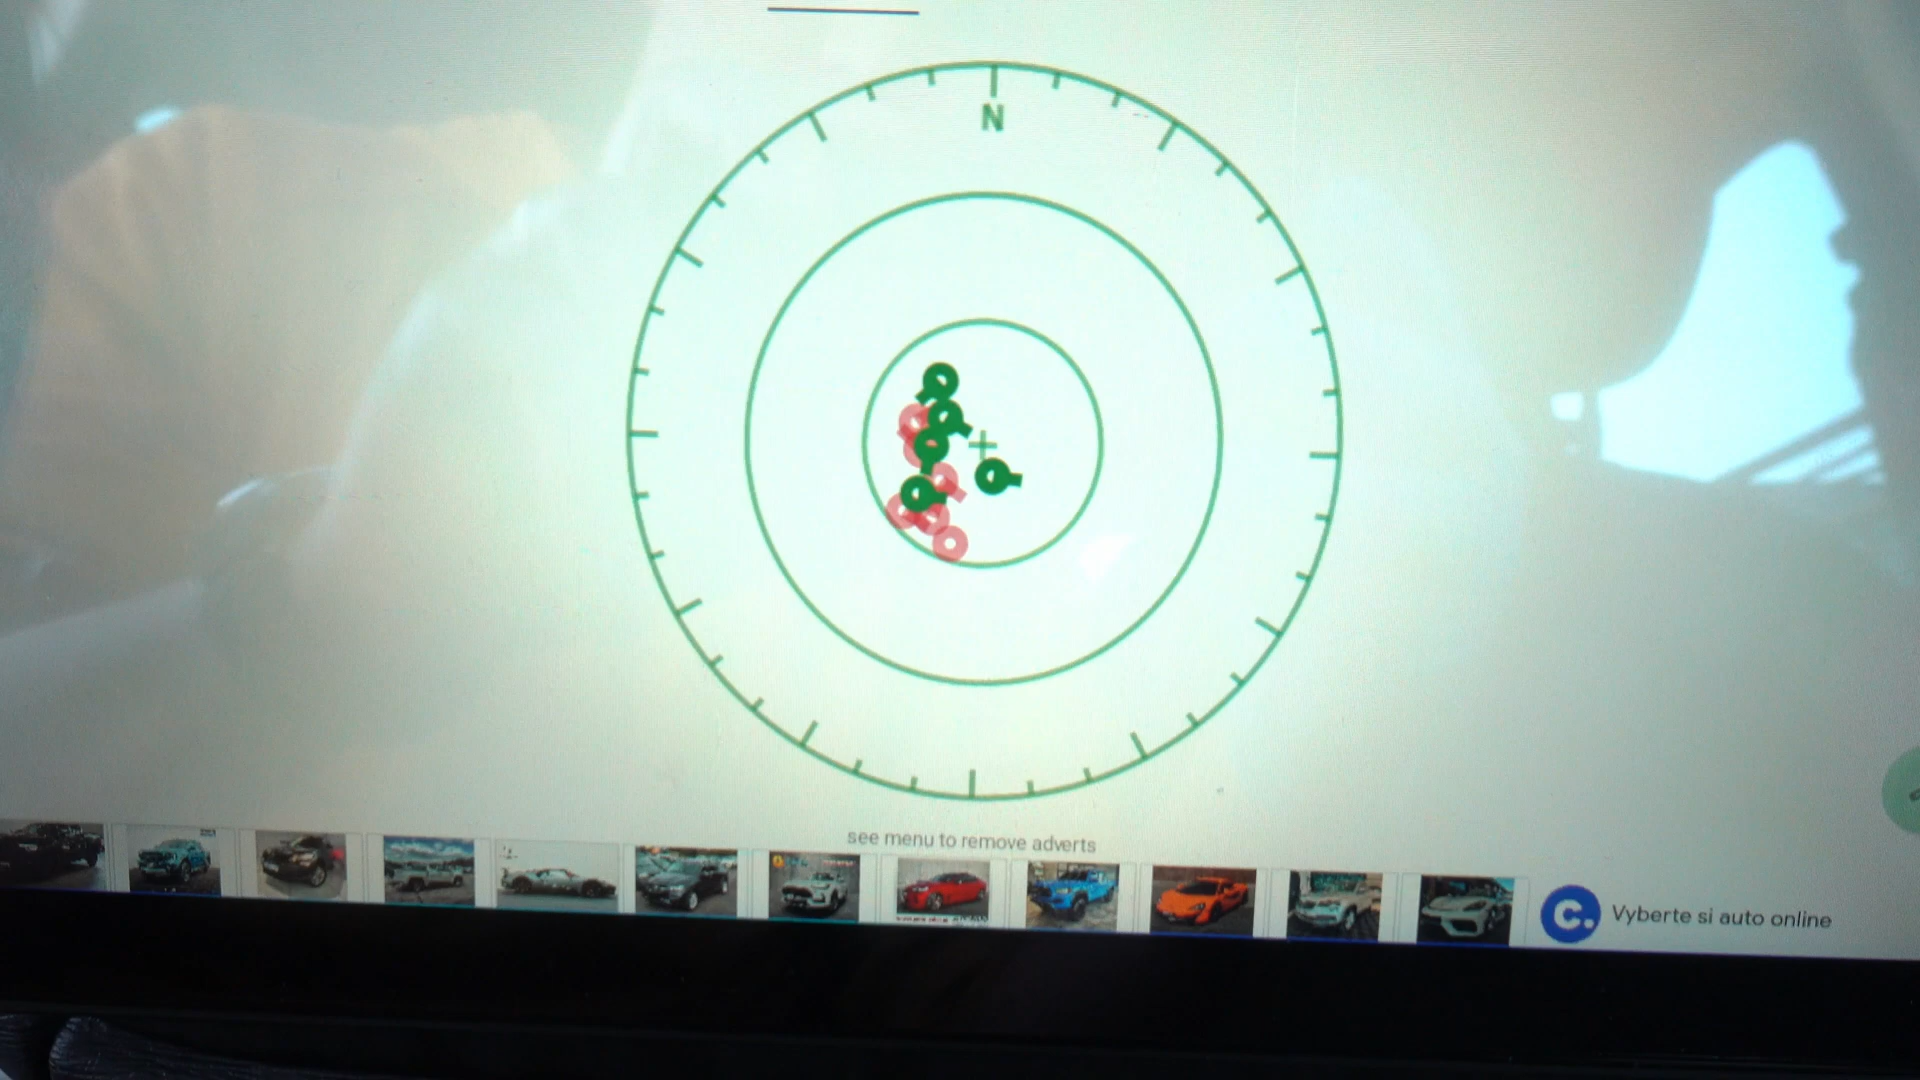 N
see menu to remove adverts
C.
Vyberte si auto online